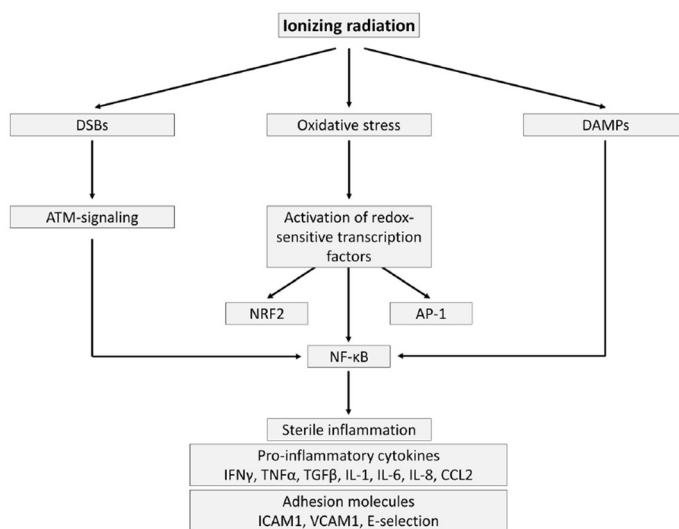 Ionizing radiation
DSBs
Oxidative stress
DAMPs
ATM-signaling
Activation of redox-
sensitive transcription
factors
NRF2
AP-1
NF-κB
Sterile inflammation
Pro-inflammatory cytokines
IFNγ, TNFα, TGFβ, IL-1, IL-6, IL-8, CCL2
Adhesion molecules
ICAM1, VCAM1, E-selection